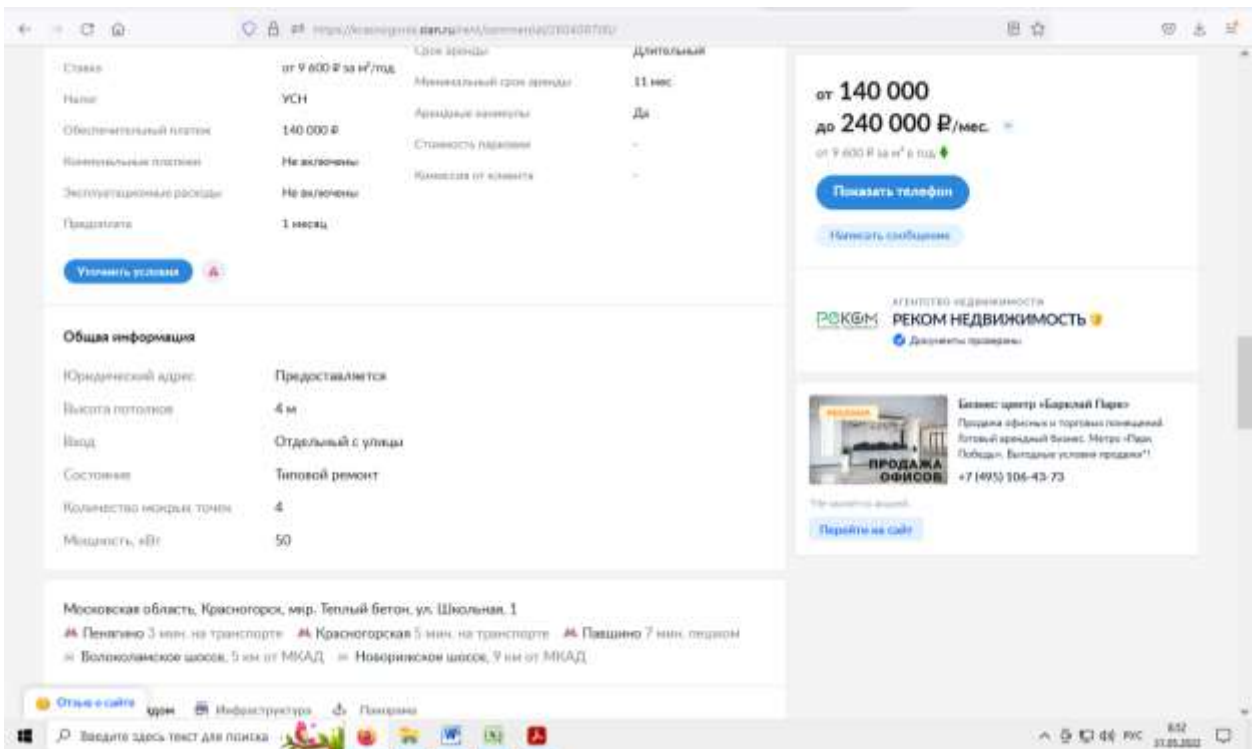 Срок аренды Длительный
Ставка от 9 600 ₽ за м²/год
Минимальный срок аренды 11 мес.
Налог УСН
Арендные каникулы Да
Обеспечительный платеж 140 000 ₽
Стоимость парковки -
Коммунальные платежи Не включены
Комиссия от клиента -
Эксплуатационные расходы Не включены
Предоплата 1 месяц
Уточнить условия
Общая информация
Юридический адрес Предоставляется
Высота потолков 4 м
Вход Отдельный с улицы
Состояние Типовой ремонт
Количество мокрых точек 4
Мощность, кВт 50
Московская область, Красногорск, мкр. Теплый бетон, ул. Школьная, 1
Пенягино 3 мин. на транспорте Красногорская 5 мин. на транспорте Павшино 7 мин. пешком
Волоколамское шоссе, 5 км от МКАД Новорижское шоссе, 9 км от МКАД
Отзыв о сайте
Инфраструктура Панорама
от 140 000
до 240 000 ₽/мес.
от 9 600 ₽ за м² в год
Показать телефон
Написать сообщение
АГЕНТСТВО НЕДВИЖИМОСТИ
РЕКОМ
РЕКОМ НЕДВИЖИМОСТЬ
Документы проверены
РЕКЛАМА
ПРОДАЖА
ОФИСОВ
Бизнес центр «Барклай Парк»
Продажа офисных и торговых помещений.
Готовый арендный бизнес. Метро «Парк
Победы». Выгодные условия продажи*!
+7 (495) 106-43-73
Перейти на сайт
Введите здесь текст для поиска
РУС
8:52